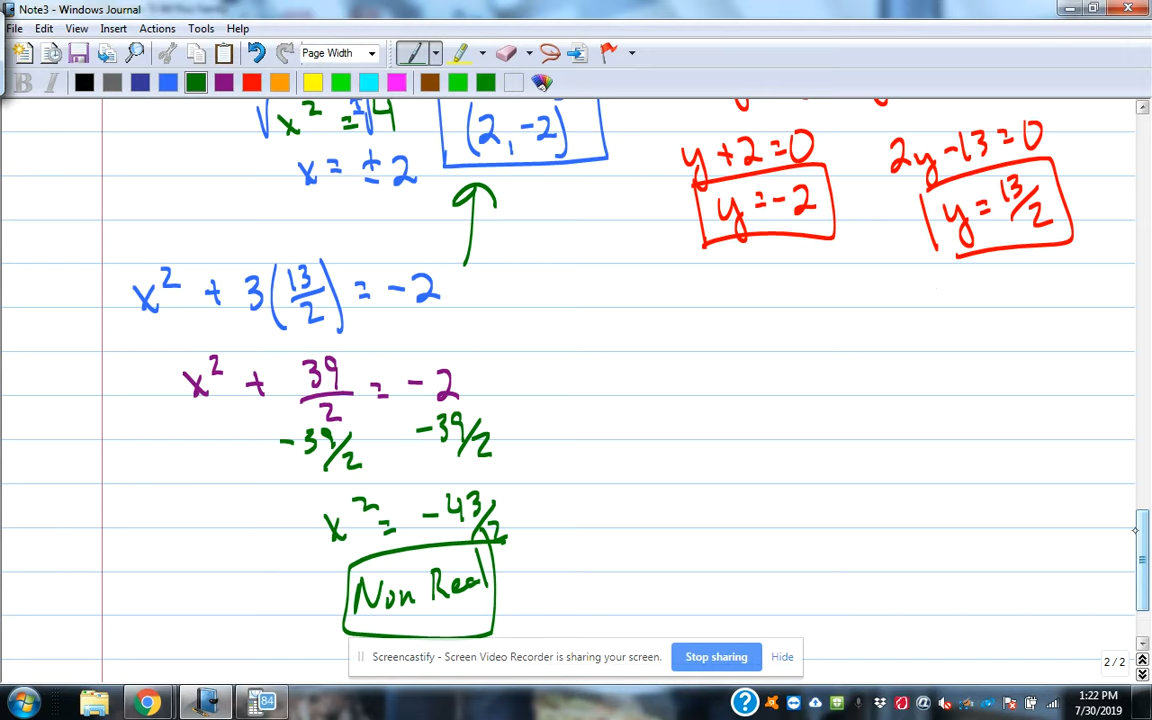 Note3 - Windows Journal
File Edit View Insert Actions Tools Help
Page Width
B I
√x² = ±√4
(2, -2)
x = ± 2
y + 2 = 0
2y - 13 = 0
y = -2
y = 13/2
x² + 3(13/2) = -2
x² + 39/2 = -2
-39/2 -39/2
x² = -43/2
Non Real
Screencastify - Screen Video Recorder is sharing your screen.
Stop sharing
Hide
2 / 2
84
1:22 PM
7/30/2019